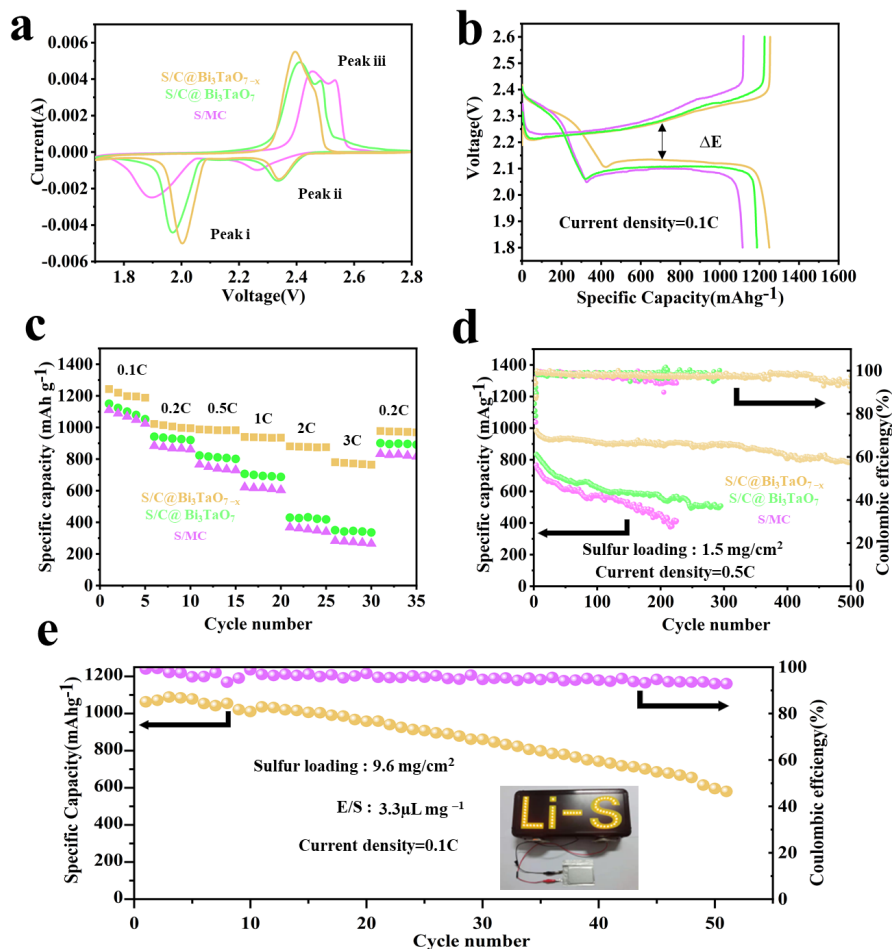 a
0.006
0.004
0.002
0.000
-0.002
-0.004
-0.006
Current(A)
S/C@Bi₃TaO₇₋ₓ
S/C@ Bi₃TaO₇
S/MC
Peak iii
Peak ii
Peak i
1.8 2.0 2.2 2.4 2.6 2.8
Voltage(V)
b
2.6
2.5
2.4
2.3
2.2
2.1
2.0
1.9
1.8
Voltage(V)
ΔE
Current density=0.1C
0 200 400 600 800 1000 1200 1400 1600
Specific Capacity(mAhg⁻¹)
c
1400
1200
1000
800
600
400
200
0
Specific capacity (mAh g⁻¹)
0.1C
0.2C
0.5C
1C
2C
3C
0.2C
S/C@Bi₃TaO₇₋ₓ
S/C@ Bi₃TaO₇
S/MC
0 5 10 15 20 25 30 35
Cycle number
d
1400
1200
1000
800
600
400
200
0
Specific capacity (mAg⁻¹)
S/C@Bi₃TaO₇₋ₓ
S/C@Bi₃TaO₇
S/MC
Sulfur loading : 1.5 mg/cm²
Current density=0.5C
100
80
60
40
20
0
Coulombic efficiency(%)
0 100 200 300 400 500
Cycle number
e
1200
1000
800
600
400
200
0
Specific Capacity(mAhg⁻¹)
Sulfur loading : 9.6 mg/cm²
E/S : 3.3μL mg ⁻¹
Current density=0.1C
Li-S
100
80
60
40
20
0
Coulombic effciengy(%)
0 10 20 30 40 50
Cycle number